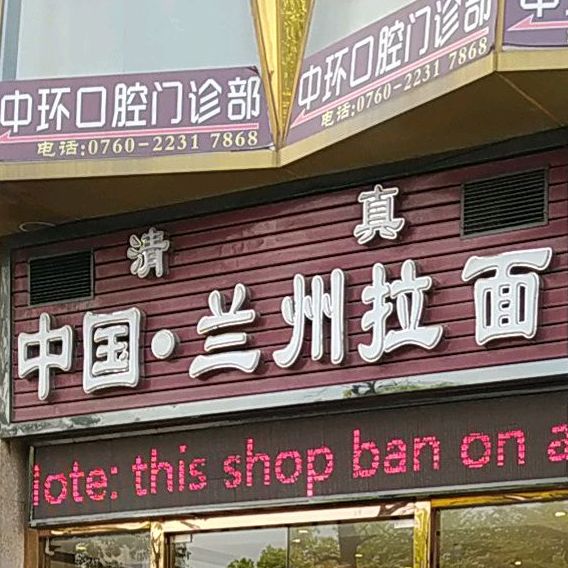 中环口腔门诊部
电话:0760-2231 7868
中环口腔门诊部
电话:0760-2231 7868
清 真
中国·兰州拉面
lote: this shop ban on a